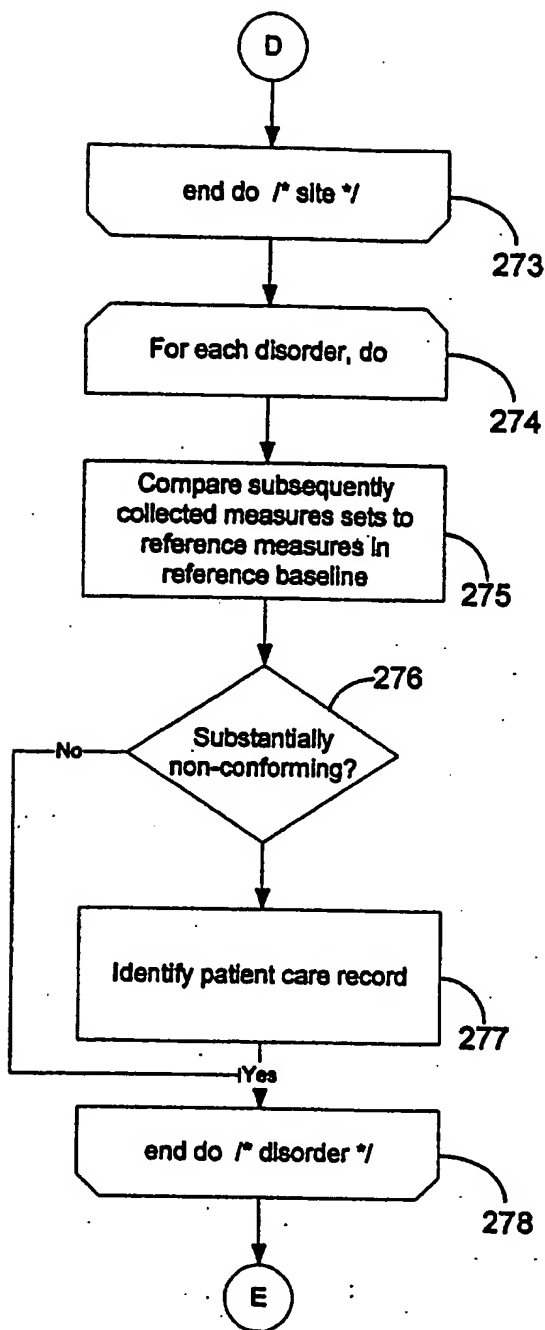 D
end do /* site */
273
For each disorder, do
274
Compare subsequently
collected measures sets to
reference measures in
reference baseline
275
276
No
Substantially
non-conforming?
Identify patient care record
277
Yes
end do /* disorder */
278
E